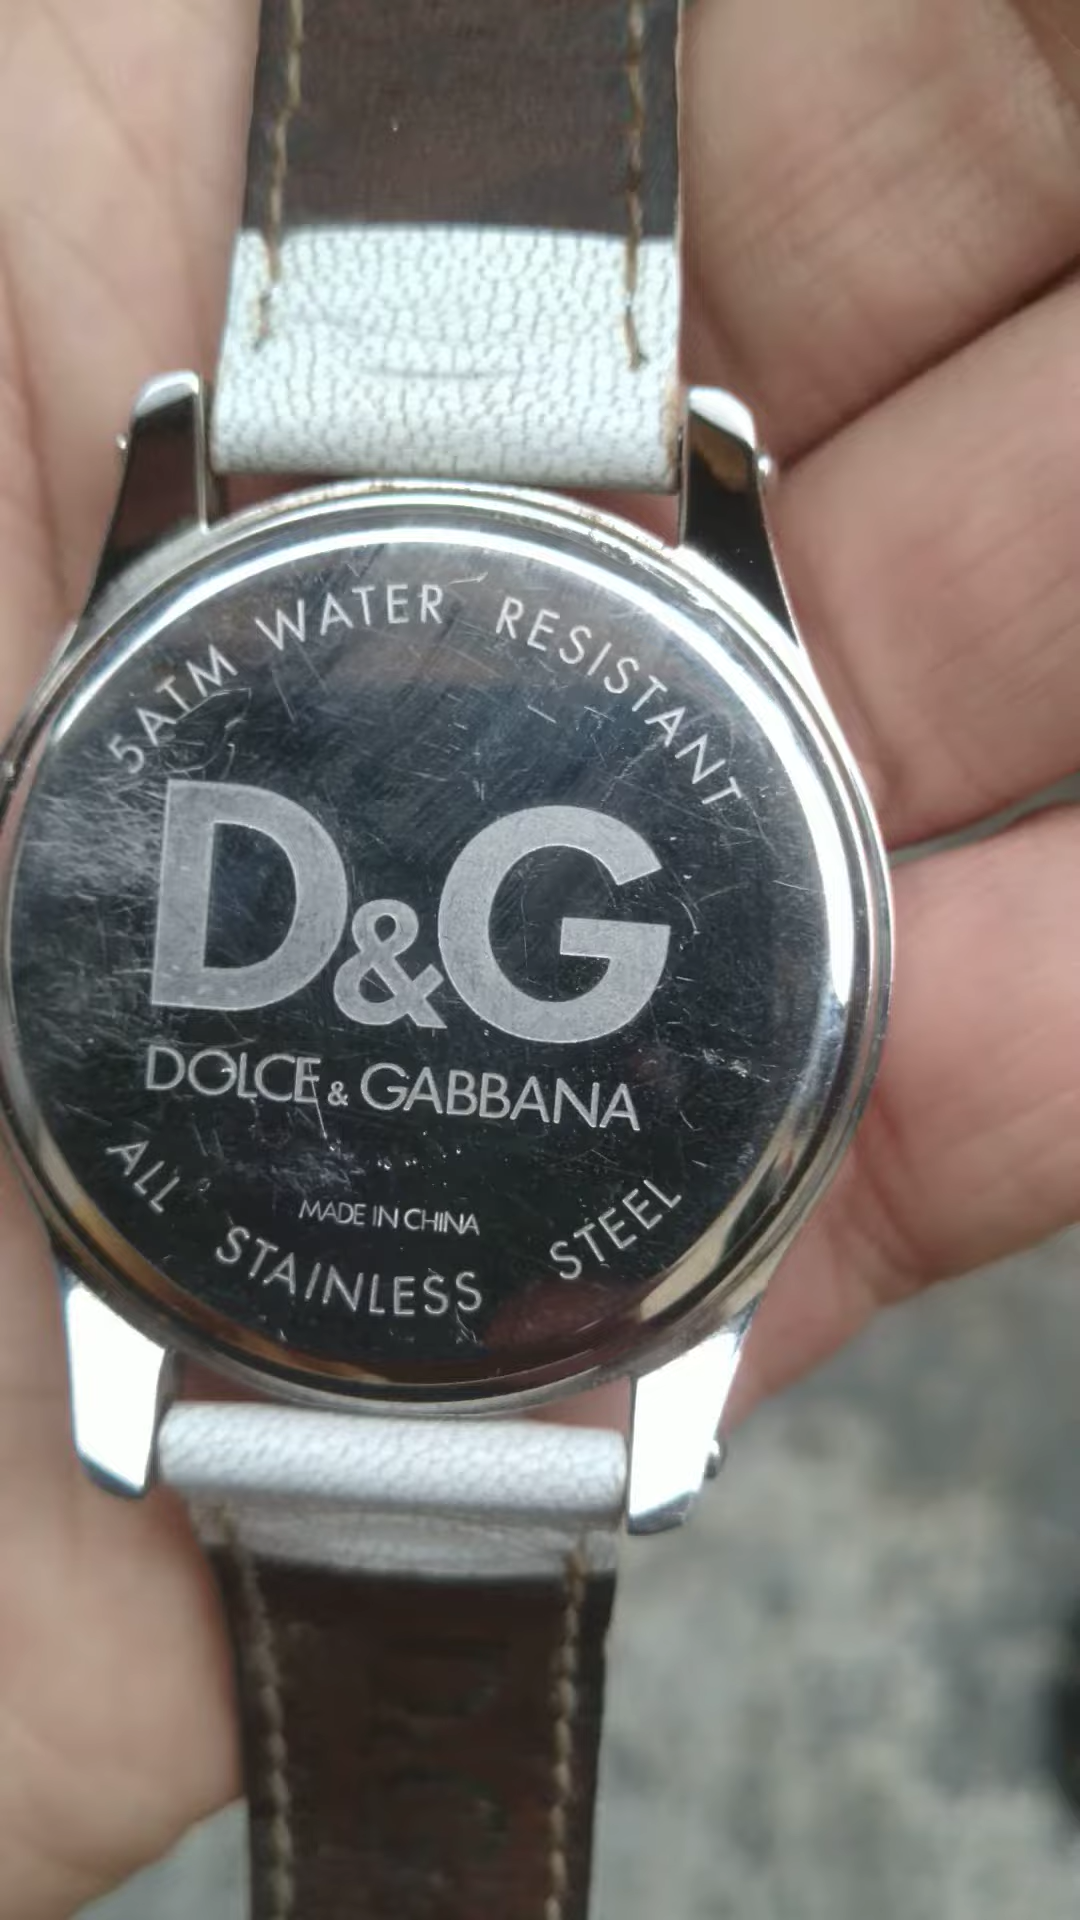 5ATM WATER RESISTANT
D&G
DOLCE & GABBANA
MADE IN CHINA
ALL STAINLESS STEEL